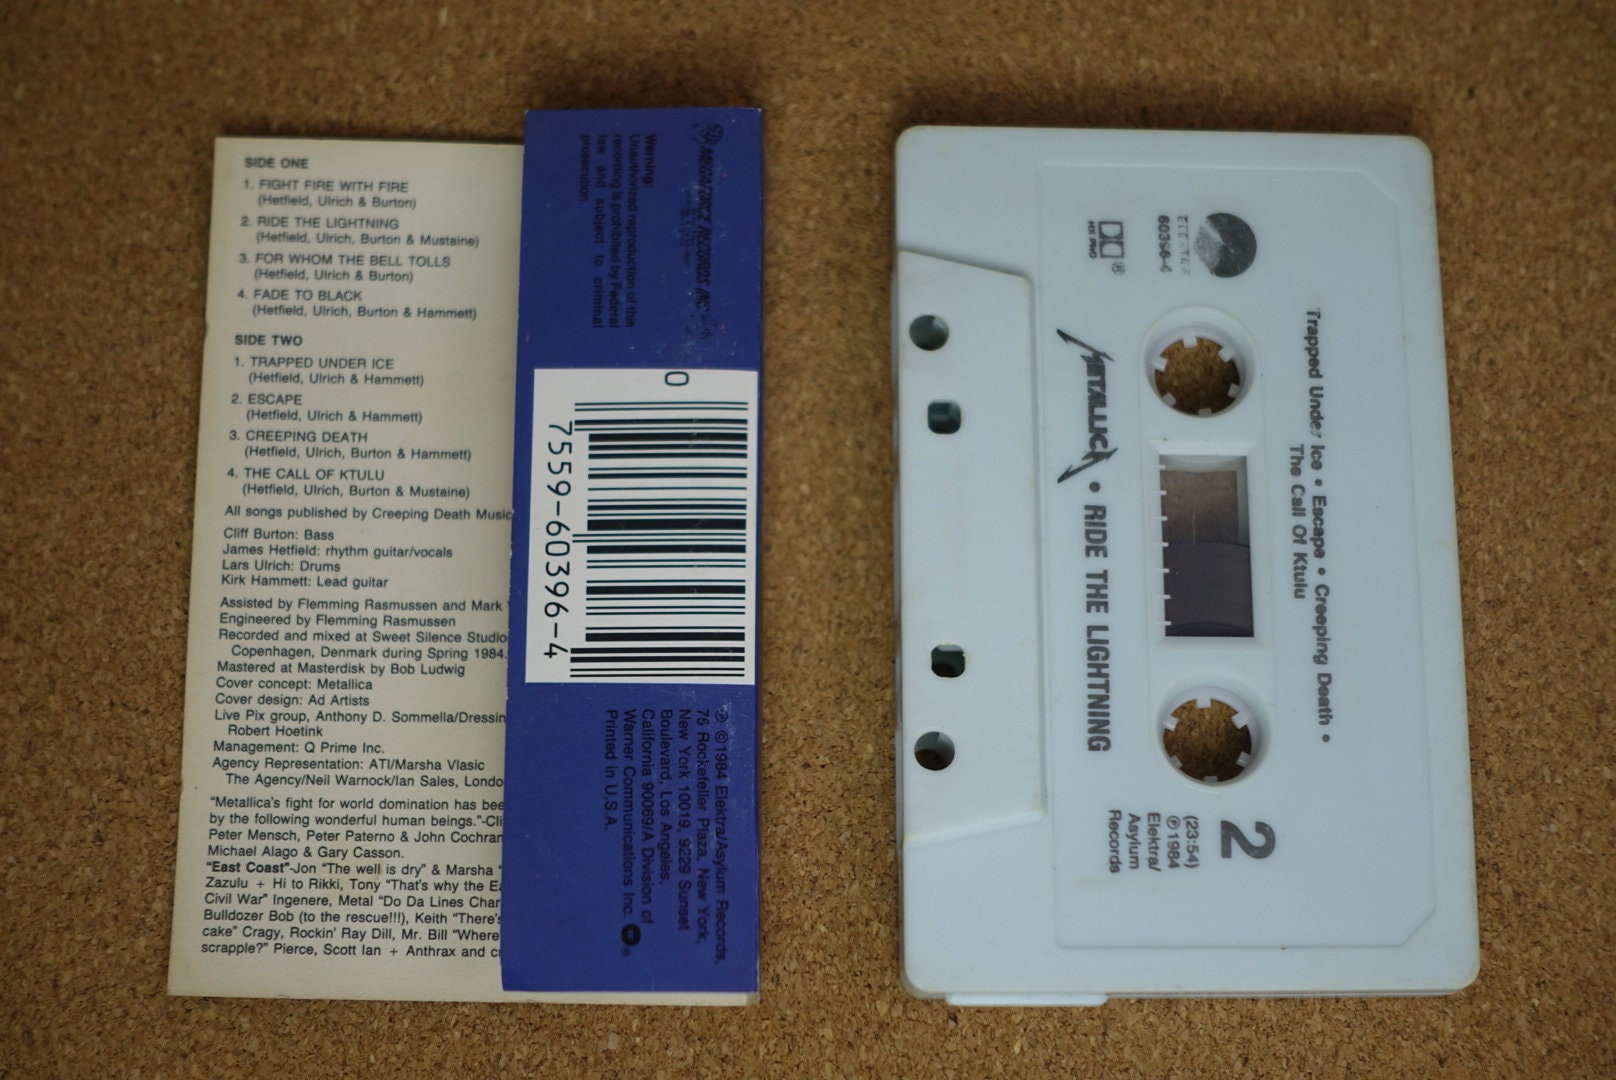 SIDE ONE
1. FIGHT FIRE WITH FIRE
(Hetfield, Ulrich & Burton)
2. RIDE THE LIGHTNING
(Hetfield, Ulrich, Burton & Mustaine)
3. FOR WHOM THE BELL TOLLS
(Hetfield, Ulrich & Burton)
4. FADE TO BLACK
(Hetfield, Ulrich, Burton & Hammett)
SIDE TWO
1. TRAPPED UNDER ICE
(Hetfield, Ulrich & Hammett)
2. ESCAPE
(Hetfield, Ulrich & Hammett)
3. CREEPING DEATH
(Hetfield, Ulrich, Burton & Hammett)
4. THE CALL OF KTULU
(Hetfield, Ulrich, Burton & Mustaine)
All songs published by Creeping Death Music
Cliff Burton: Bass
James Hetfield: rhythm guitar/vocals
Lars Ulrich: Drums
Kirk Hammett: Lead guitar
Assisted by Flemming Rasmussen and Mark
Engineered by Flemming Rasmussen
Recorded and mixed at Sweet Silence Studio
Copenhagen, Denmark during Spring 1984.
Mastered at Masterdisk by Bob Ludwig
Cover concept: Metallica
Cover design: Ad Artists
Live Pix group, Anthony D. Sommella/Dressin
Robert Hoetink
Management: Q Prime Inc.
Agency Representation: ATI/Marsha Vlasic
The Agency/Neil Warnock/Ian Sales, Londo
"Metallica's fight for world domination has bee
by the following wonderful human beings."-Cli
Peter Mensch, Peter Paterno & John Cochran
Michael Alago & Gary Casson.
"East Coast"-Jon "The well is dry" & Marsha "
Zazulu + Hi to Rikki, Tony "That's why the Ea
Civil War" Ingenere, Metal "Do Da Lines Char
Bulldozer Bob (to the rescue!!!), Keith "There's
cake" Cragy, Rockin' Ray Dill, Mr. Bill "Where
scrapple?" Pierce, Scott Ian + Anthrax and cr
MEGAFORCE RECORDS INC.
Warning:
Unauthorized reproduction of this
recording is prohibited by Federal
law and subject to criminal
prosecution.
0
7559-60396-4
℗ ©1984 Elektra/Asylum Records,
75 Rockefeller Plaza, New York,
New York 10019, 9229 Sunset
Boulevard, Los Angeles,
California 90069/A Division of
Warner Communications Inc. ®
Printed in U.S.A.
Trapped Under Ice • Escape • Creeping Death •
The Call Of Ktulu
ELEKTRA
60396-4
HX PRO ®
METALLICA • RIDE THE LIGHTNING
2
(23:54)
℗1984
Elektra/
Asylum
Records